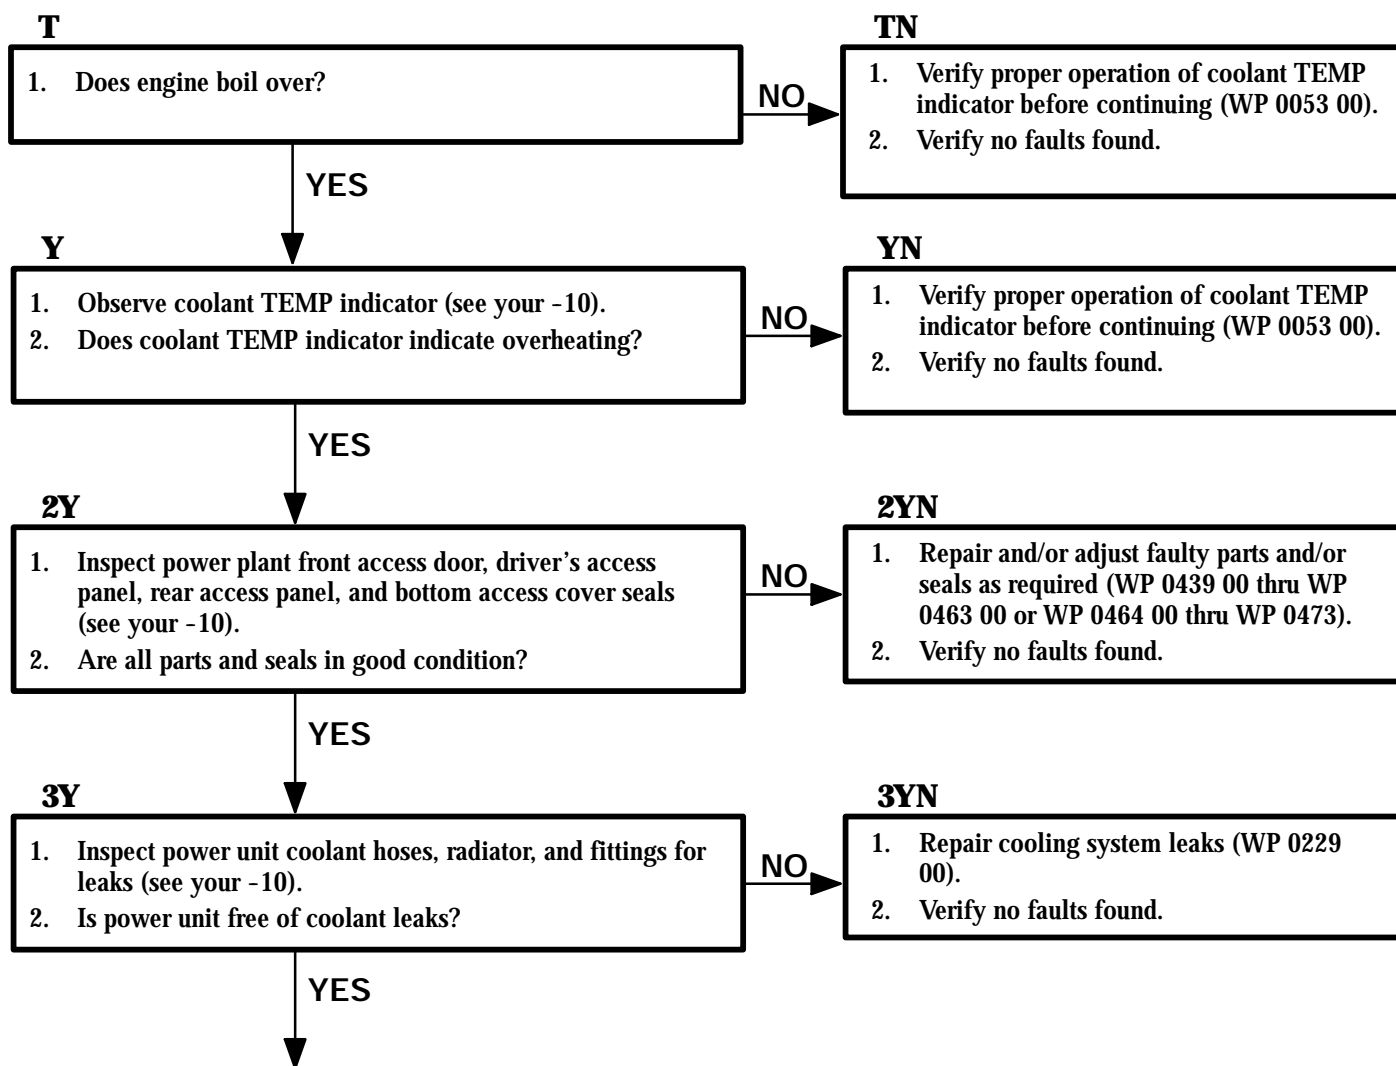 T
1. Does engine boil over?
NO
TN
1. Verify proper operation of coolant TEMP
indicator before continuing (WP 0053 00).
2. Verify no faults found.
YES
Y
1. Observe coolant TEMP indicator (see your -10).
2. Does coolant TEMP indicator indicate overheating?
NO
YN
1. Verify proper operation of coolant TEMP
indicator before continuing (WP 0053 00).
2. Verify no faults found.
YES
2Y
1. Inspect power plant front access door, driver's access
panel, rear access panel, and bottom access cover seals
(see your -10).
2. Are all parts and seals in good condition?
NO
2YN
1. Repair and/or adjust faulty parts and/or
seals as required (WP 0439 00 thru WP
0463 00 or WP 0464 00 thru WP 0473).
2. Verify no faults found.
YES
3Y
1. Inspect power unit coolant hoses, radiator, and fittings for
leaks (see your -10).
2. Is power unit free of coolant leaks?
NO
3YN
1. Repair cooling system leaks (WP 0229
00).
2. Verify no faults found.
YES